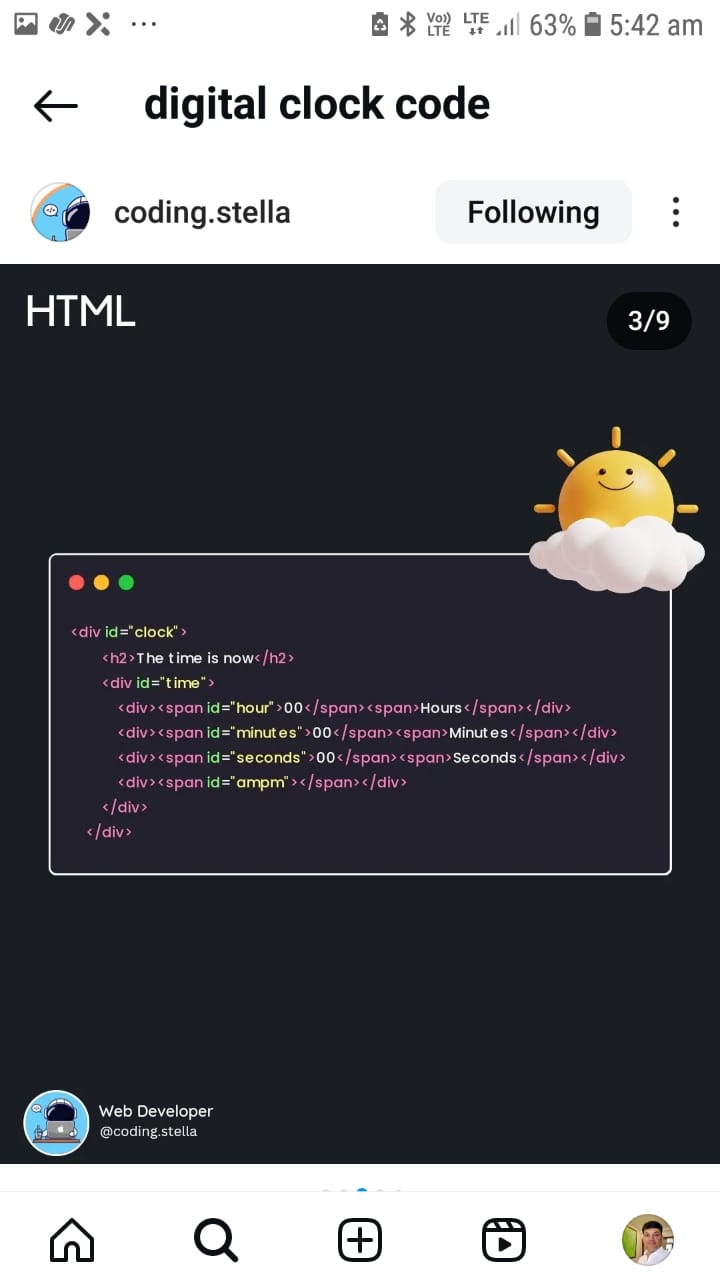 Vo)) LTE LTE 63% 5:42 am
digital clock code
coding.stella Following
HTML
3/9
<div id="clock">
<h2>The time is now</h2>
<div id="time">
<div><span id="hour">00</span><span>Hours</span></div>
<div><span id="minutes">00</span><span>Minutes</span></div>
<div><span id="seconds">00</span><span>Seconds</span></div>
<div><span id="ampm"></span></div>
</div>
</div>
Web Developer
@coding.stella